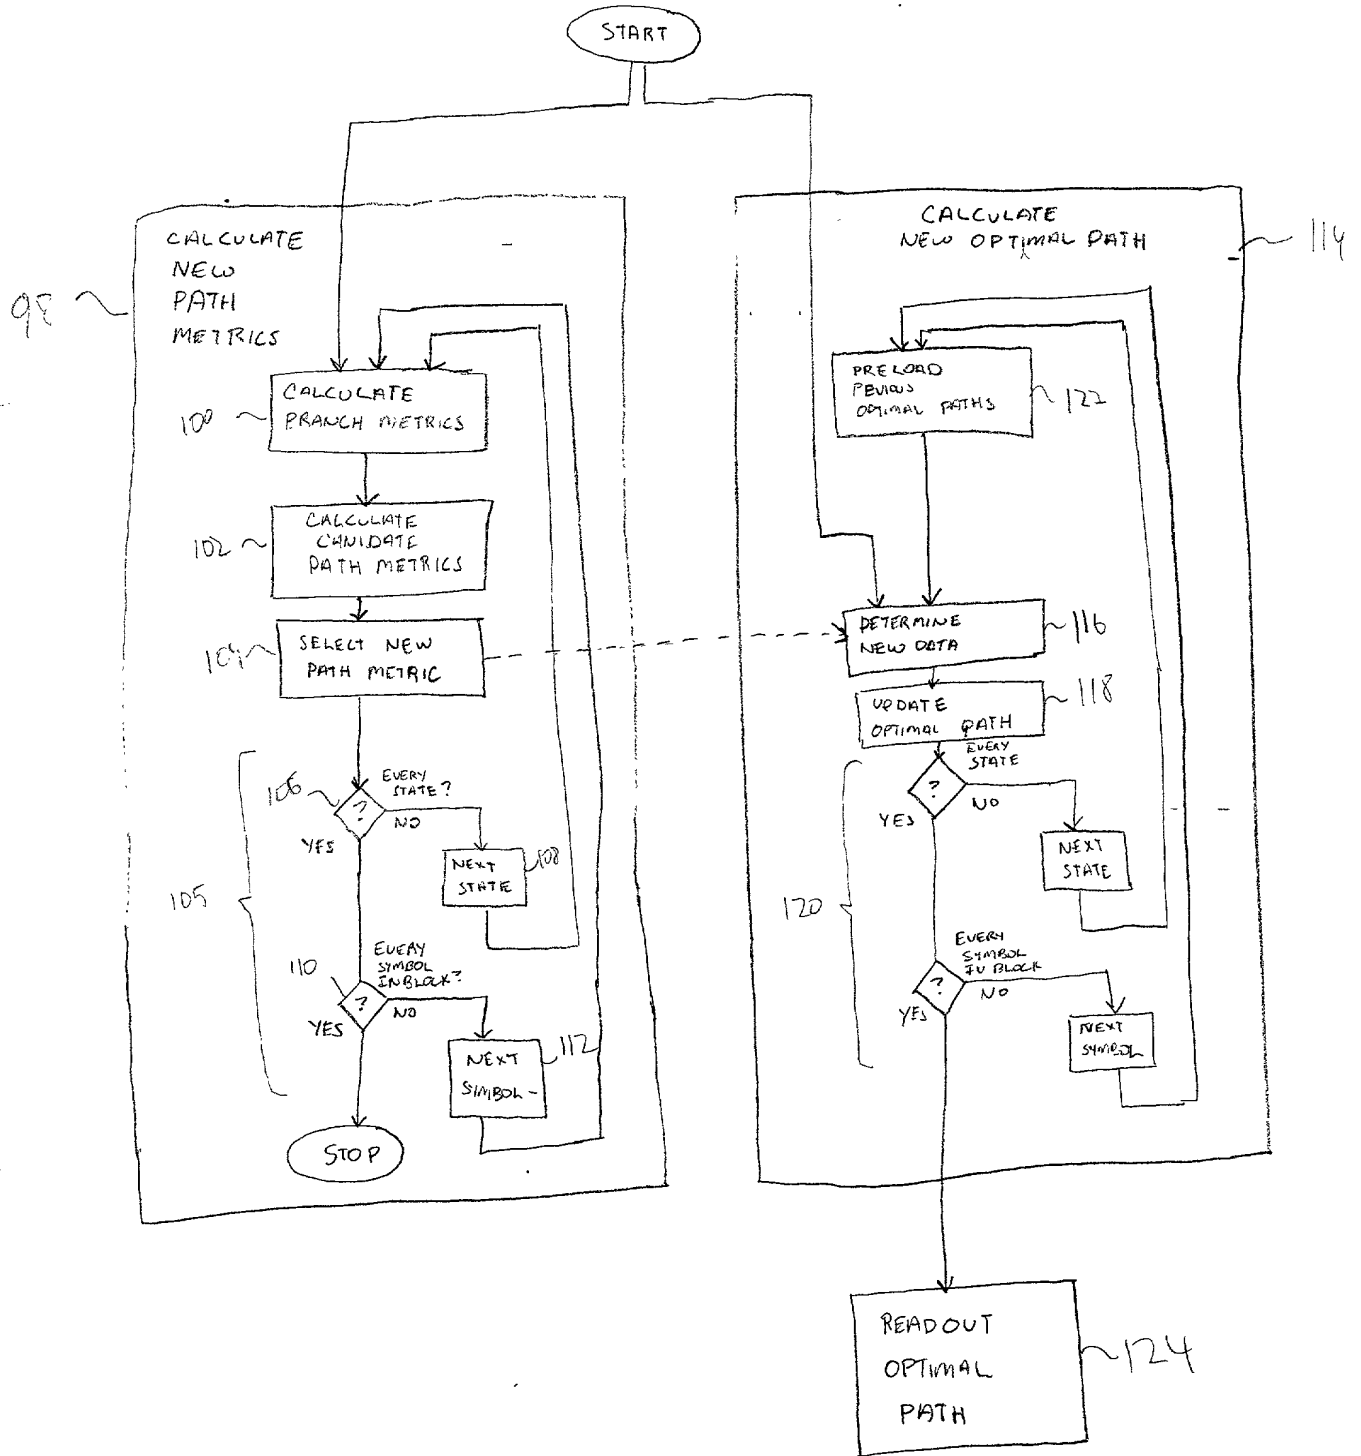 START
CALCULATE
NEW
PATH
METRICS
98
CALCULATE
BRANCH METRICS
100
CALCULATE
CANIDATE
PATH METRICS
102
SELECT NEW
PATH METRIC
104
105
106
?
EVERY
STATE?
YES
NO
NEXT
STATE
108
110
?
EVERY
SYMBOL
IN BLOCK?
YES
NO
NEXT
SIMBOL
112
STOP
CALCULATE
NEW OPTIMAL PATH
114
PRELOAD
PEVIOUS
OPTIMAL PATHS
122
DETERMINE
NEW DATA
116
UPDATE
OPTIMAL PATH
118
EVERY
STATE
?
YES
NO
NEXT
STATE
120
EVERY
SYMBOL
IN BLOCK
?
YES
NO
NEXT
SYMBOL
READOUT
OPTIMAL
PATH
124